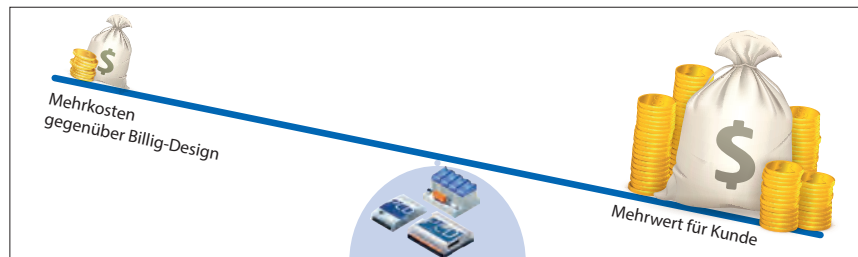 $
Mehrkosten
gegenüber Billig-Design
$
Mehrwert für Kunde